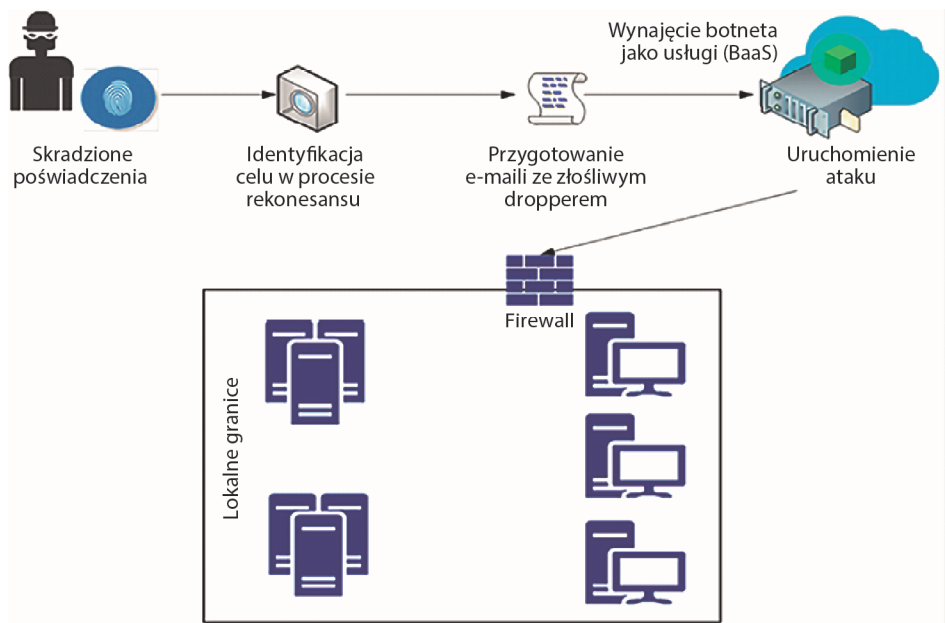 Wynajęcie botneta
jako usługi (BaaS)
Skradzione
poświadczenia
Identyfikacja
celu w procesie
rekonesansu
Przygotowanie
e-maili ze złośliwym
dropperem
Uruchomienie
ataku
Firewall
Lokalne granice